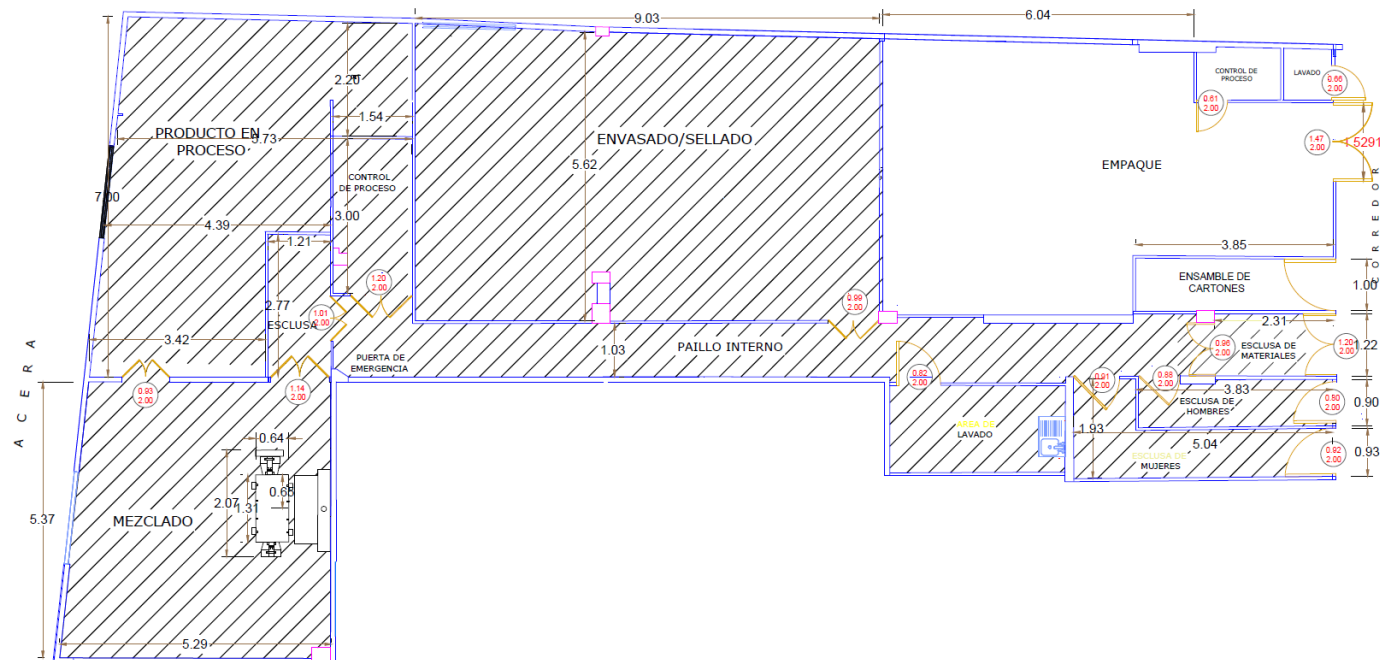 9.03
6.04
2.20
1.54
PRODUCTO EN
PROCESO
5.73
CONTROL
DE PROCESO
3.00
7.00
4.39
1.21
2.77
ESCLUSA
3.42
1.20
2.00
1.01
2.00
ENVASADO/SELLADO
5.62
0.99
2.00
CONTROL DE
PROCESO
LAVADO
0.66
2.00
0.61
2.00
1.47
2.00
1.5291
EMPAQUE
CORREDOR
3.85
ENSAMBLE DE
CARTONES
1.00
2.31
PAILLO INTERNO
1.03
PUERTA DE
EMERGENCIA
0.96
2.00
ESCLUSA DE
MATERIALES
1.20
2.00
1.22
0.93
2.00
1.14
2.00
0.82
2.00
0.91
2.00
0.88
2.00
3.83
ESCLUSA DE
HOMBRES
0.80
2.00
0.90
ÁREA DE
LAVADO
1.93
5.04
ESCLUSA DE
MUJERES
0.92
2.00
0.93
ACERA
0.64
2.07
1.31
0.65
MEZCLADO
5.37
5.29